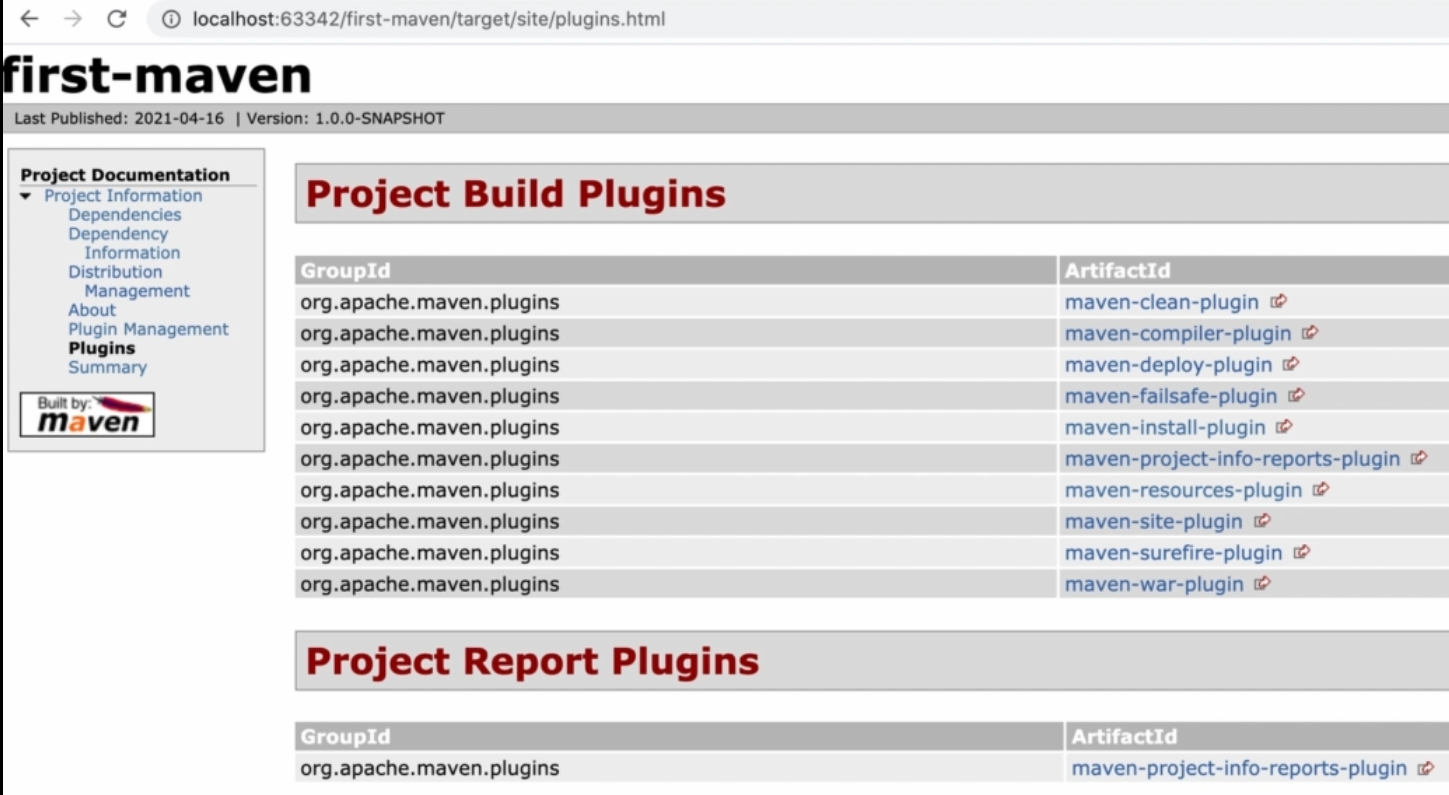 localhost:63342/first-maven/target/site/plugins.html
first-maven
Last Published: 2021-04-16 | Version: 1.0.0-SNAPSHOT
Project Documentation
Project Information
Dependencies
Dependency
Information
Distribution
Management
About
Plugin Management
Plugins
Summary
Built by:
maven
Project Build Plugins
GroupId ArtifactId
org.apache.maven.plugins maven-clean-plugin
org.apache.maven.plugins maven-compiler-plugin
org.apache.maven.plugins maven-deploy-plugin
org.apache.maven.plugins maven-failsafe-plugin
org.apache.maven.plugins maven-install-plugin
org.apache.maven.plugins maven-project-info-reports-plugin
org.apache.maven.plugins maven-resources-plugin
org.apache.maven.plugins maven-site-plugin
org.apache.maven.plugins maven-surefire-plugin
org.apache.maven.plugins maven-war-plugin
Project Report Plugins
GroupId ArtifactId
org.apache.maven.plugins maven-project-info-reports-plugin